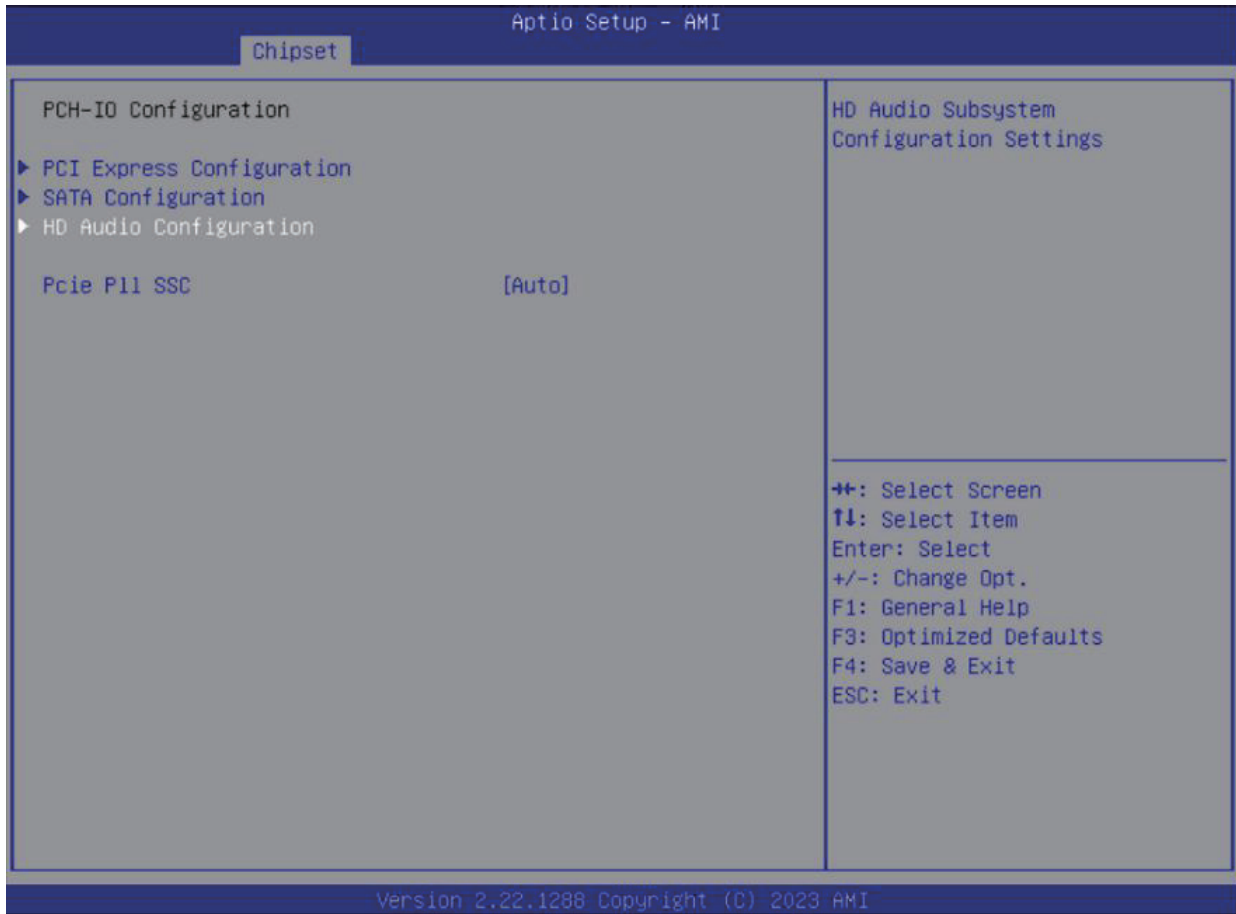 Aptio Setup - AMI
Chipset
PCH-IO Configuration
▶ PCI Express Configuration
▶ SATA Configuration
▶ HD Audio Configuration
Pcie Pll SSC [Auto]
HD Audio Subsystem
Configuration Settings
→←: Select Screen
↑↓: Select Item
Enter: Select
+/-: Change Opt.
F1: General Help
F3: Optimized Defaults
F4: Save & Exit
ESC: Exit
Version 2.22.1288 Copyright (C) 2023 AMI